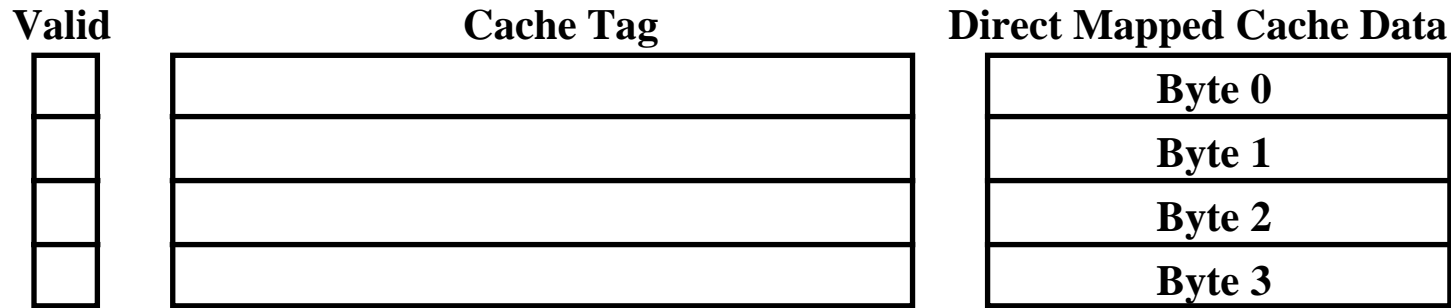 Valid Cache Tag Direct Mapped Cache Data
Byte 0
Byte 1
Byte 2
Byte 3